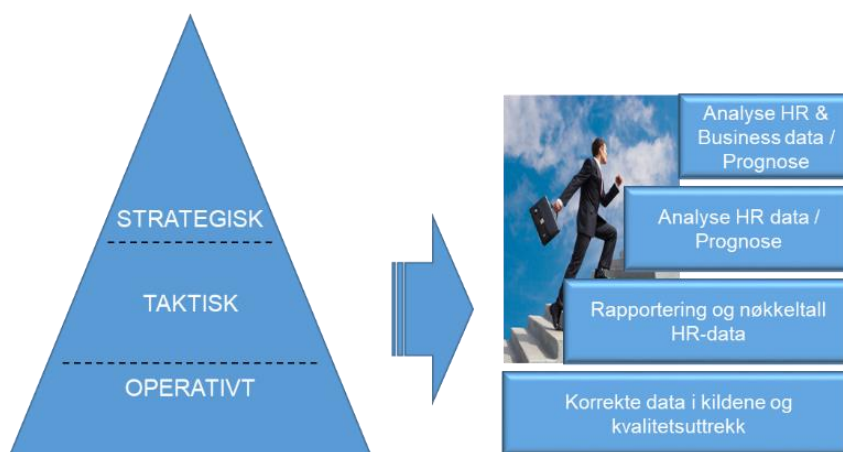 STRATEGISK
TAKTISK
OPERATIVT
Analyse HR &
Business data /
Prognose
Analyse HR data /
Prognose
Rapportering og nøkkeltall
HR-data
Korrekte data i kildene og
kvalitetsuttrekk